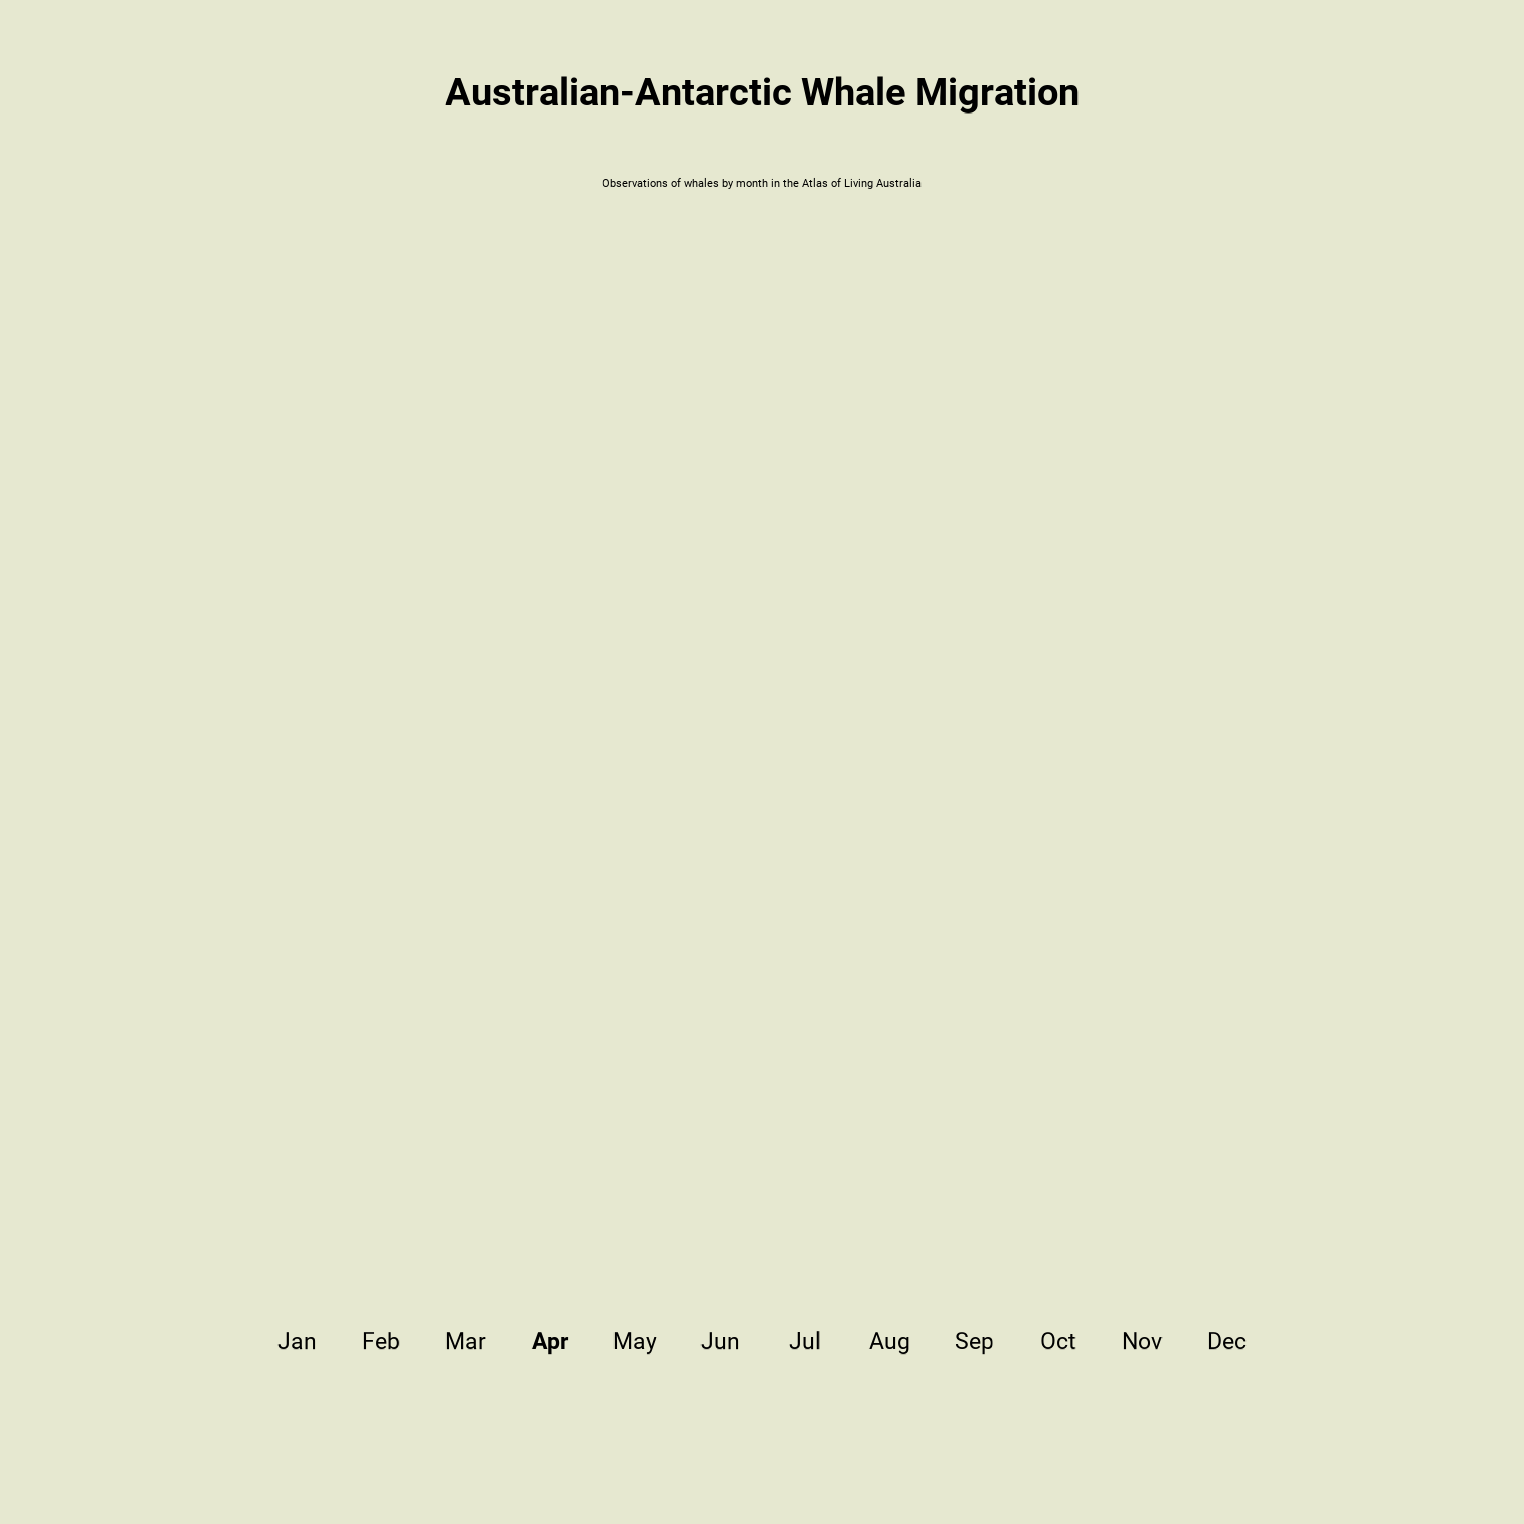 Australian-Antarctic Whale Migration
Observations of whales by month in the Atlas of Living Australia
Jan Feb Mar Apr May Jun Jul Aug Sep Oct Nov Dec